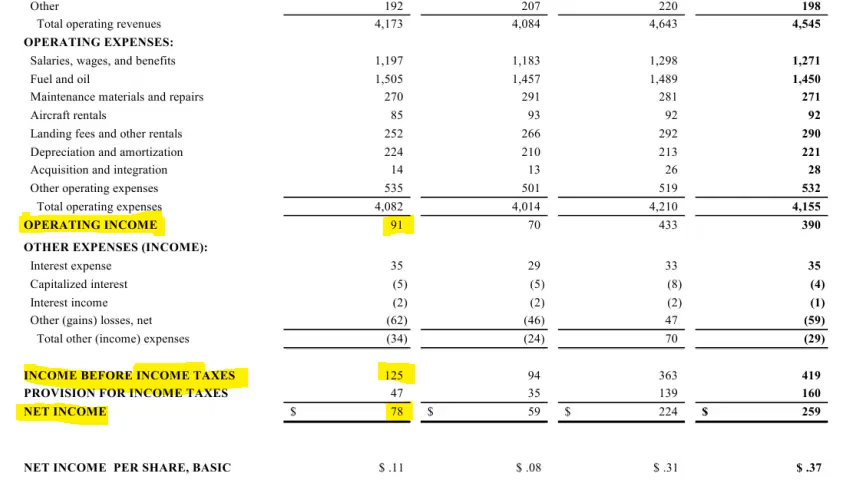 Other 192 207 220 198
Total operating revenues 4,173 4,084 4,643 4,545
OPERATING EXPENSES:
Salaries, wages, and benefits 1,197 1,183 1,298 1,271
Fuel and oil 1,505 1,457 1,489 1,450
Maintenance materials and repairs 270 291 281 271
Aircraft rentals 85 93 92 92
Landing fees and other rentals 252 266 292 290
Depreciation and amortization 224 210 213 221
Acquisition and integration 14 13 26 28
Other operating expenses 535 501 519 532
Total operating expenses 4,082 4,014 4,210 4,155
OPERATING INCOME 91 70 433 390
OTHER EXPENSES (INCOME):
Interest expense 35 29 33 35
Capitalized interest (5) (5) (8) (4)
Interest income (2) (2) (2) (1)
Other (gains) losses, net (62) (46) 47 (59)
Total other (income) expenses (34) (24) 70 (29)
INCOME BEFORE INCOME TAXES 125 94 363 419
PROVISION FOR INCOME TAXES 47 35 139 160
NET INCOME $ 78 $ 59 $ 224 $ 259
NET INCOME PER SHARE, BASIC $ .11 $ .08 $ .31 $ .37